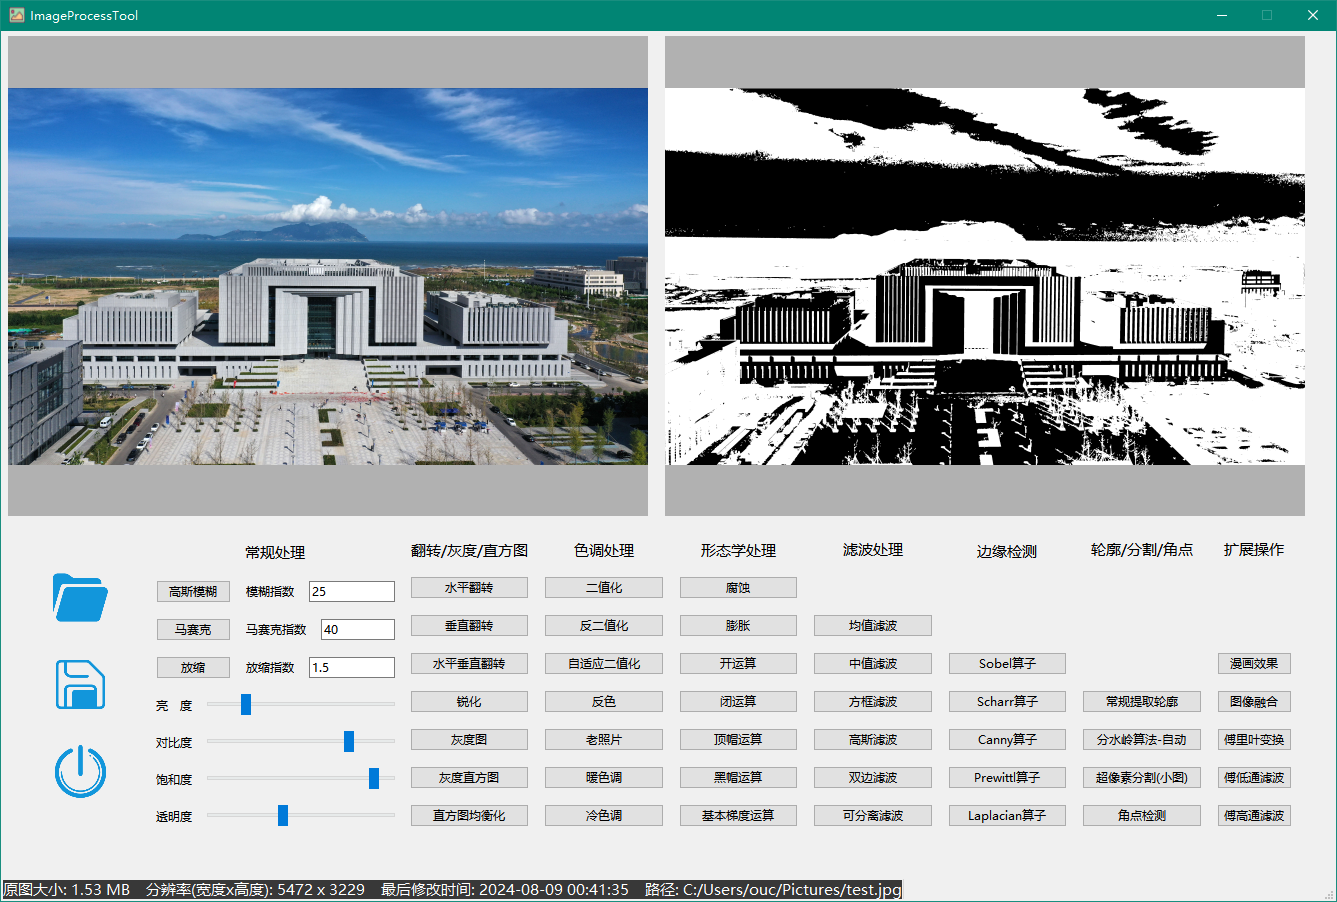 ImageProcessTool
常规处理
翻转/灰度/直方图
色调处理
形态学处理
滤波处理
边缘检测
轮廓/分割/角点
扩展操作
高斯模糊 模糊指数 25
马赛克 马赛克指数 40
放缩 放缩指数 1.5
亮 度
对比度
饱和度
透明度
水平翻转
垂直翻转
水平垂直翻转
锐化
灰度图
灰度直方图
直方图均衡化
二值化
反二值化
自适应二值化
反色
老照片
暖色调
冷色调
腐蚀
膨胀
开运算
闭运算
顶帽运算
黑帽运算
基本梯度运算
均值滤波
中值滤波
方框滤波
高斯滤波
双边滤波
可分离滤波
Sobel算子
Scharr算子
Canny算子
Prewittl算子
Laplacian算子
常规提取轮廓
分水岭算法-自动
超像素分割(小图)
角点检测
漫画效果
图像融合
傅里叶变换
傅低通滤波
傅高通滤波
原图大小: 1.53 MB 分辨率(宽度x高度): 5472 x 3229 最后修改时间: 2024-08-09 00:41:35 路径: C:/Users/ouc/Pictures/test.jpg